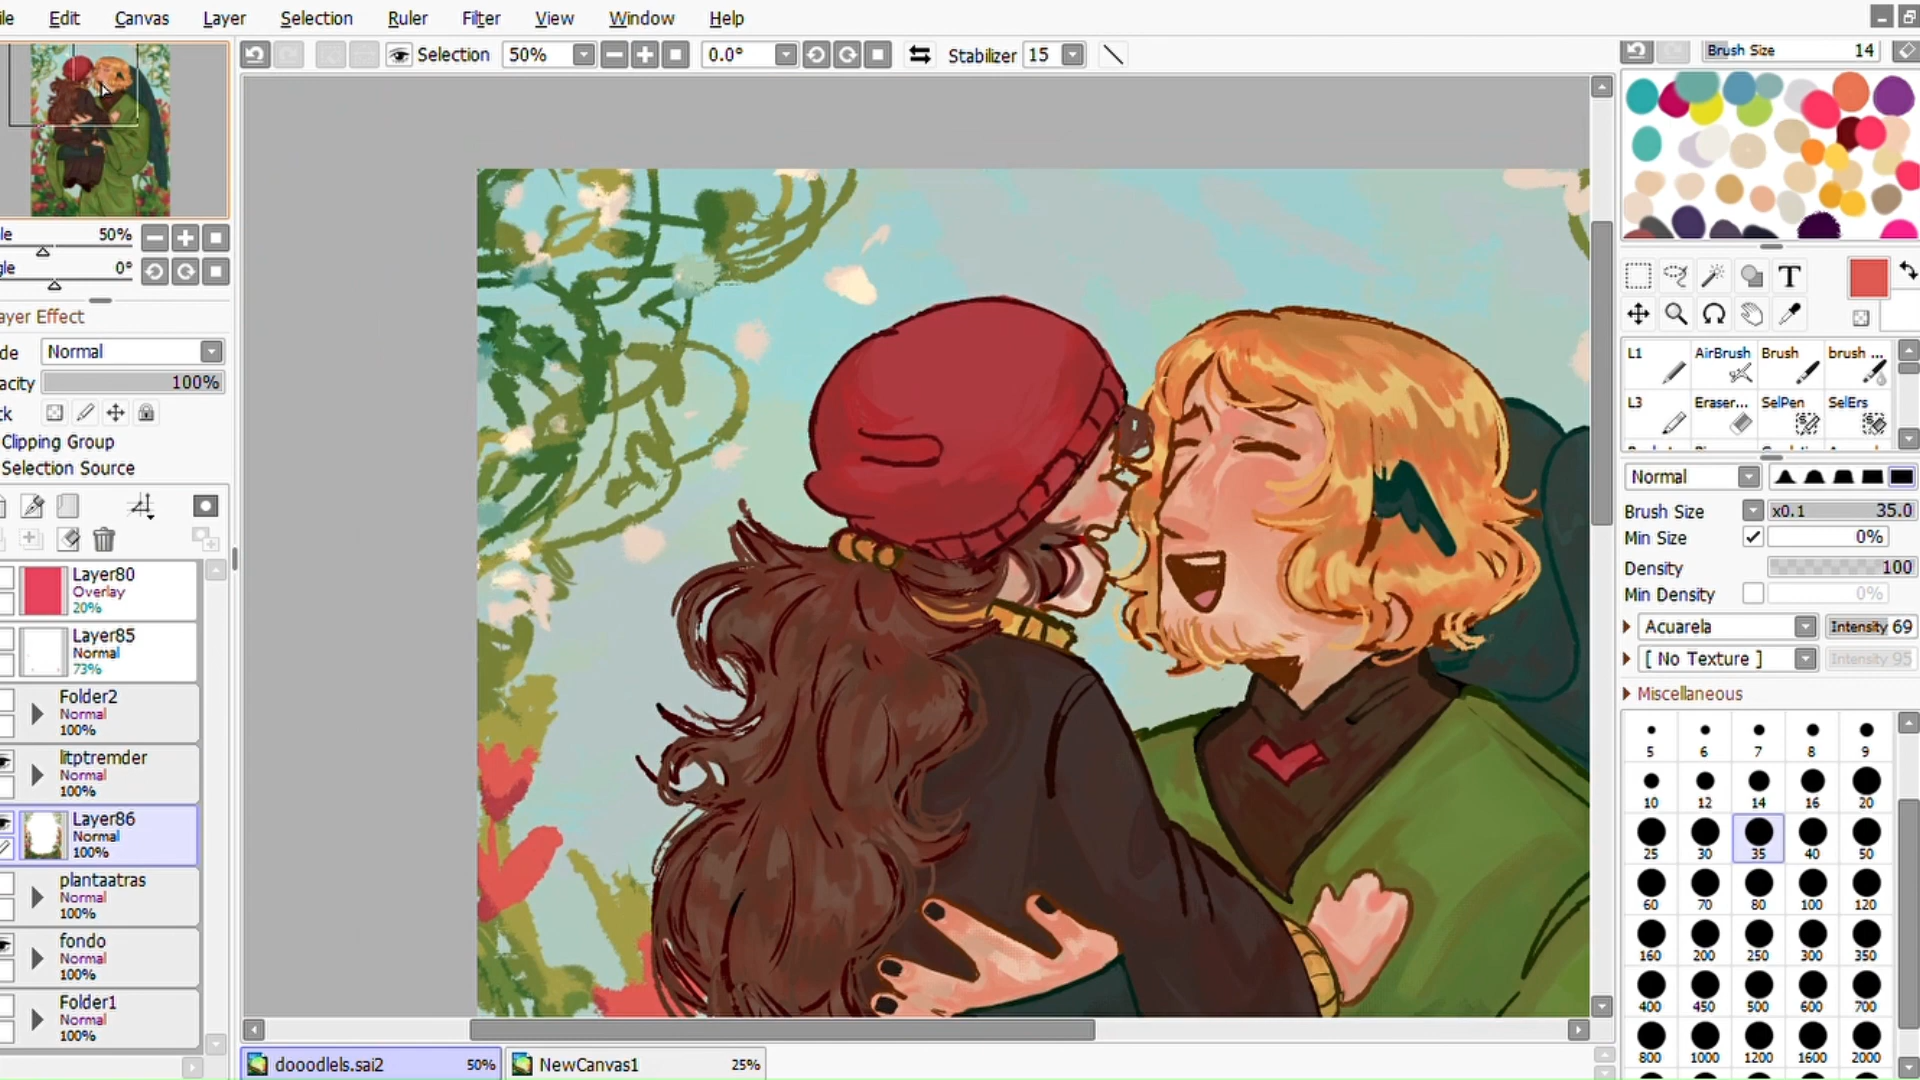 Edit Canvas Layer Selection Ruler Filter View Window Help
Selection 50% 0.0° Stabilizer 15
Brush Size 14
50%
0°
Normal
100%
Clipping Group
Selection Source
Layer80
Overlay
20%
Layer85
Normal
73%
Folder2
Normal
100%
litptremder
Normal
100%
Layer86
Normal
100%
plantaatras
Normal
100%
fondo
Normal
100%
Folder1
Normal
100%
dooodlels.sai2 50% NewCanvas1 25%
T
L1 AirBrush Brush brush ...
L3 Eraser... SelPen SelErs
Normal
Brush Size x0.1 35.0
Min Size 0%
Density 100
Min Density 0%
Acuarela Intensity 69
[ No Texture ] Intensity 95
Miscellaneous
5 6 7 8 9
10 12 14 16 20
25 30 35 40 50
60 70 80 100 120
160 200 250 300 350
400 450 500 600 700
800 1000 1200 1600 2000